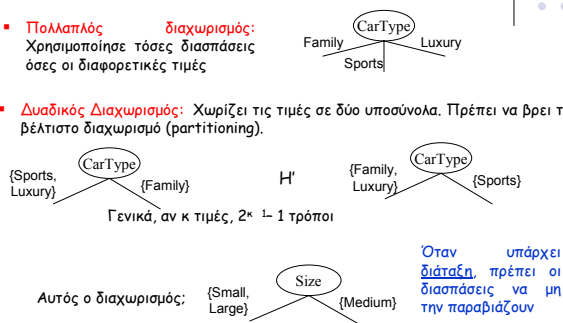 ▪ Πολλαπλός διαχωρισμός:
Χρησιμοποίησε τόσες διασπάσεις
όσες οι διαφορετικές τιμές
CarType
Family
Luxury
Sports
Δυαδικός Διαχωρισμός: Χωρίζει τις τιμές σε δύο υποσύνολα. Πρέπει να βρει τ
βέλτιστο διαχωρισμό (partitioning).
CarType
{Sports,
Luxury}
{Family}
Η'
CarType
{Family,
Luxury}
{Sports}
Γενικά, αν κ τιμές, 2κ 1– 1 τρόποι
Αυτός ο διαχωρισμός;
Size
{Small,
Large}
{Medium}
Όταν υπάρχει
διάταξη, πρέπει οι
διασπάσεις να μη
την παραβιάζουν